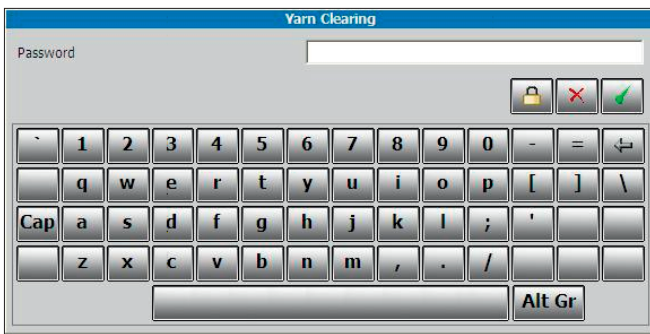 Yarn Clearing
Password
` 1 2 3 4 5 6 7 8 9 0 - =
q w e r t y u i o p [ ] \
Cap a s d f g h j k l ; '
z x c v b n m , . /
Alt Gr